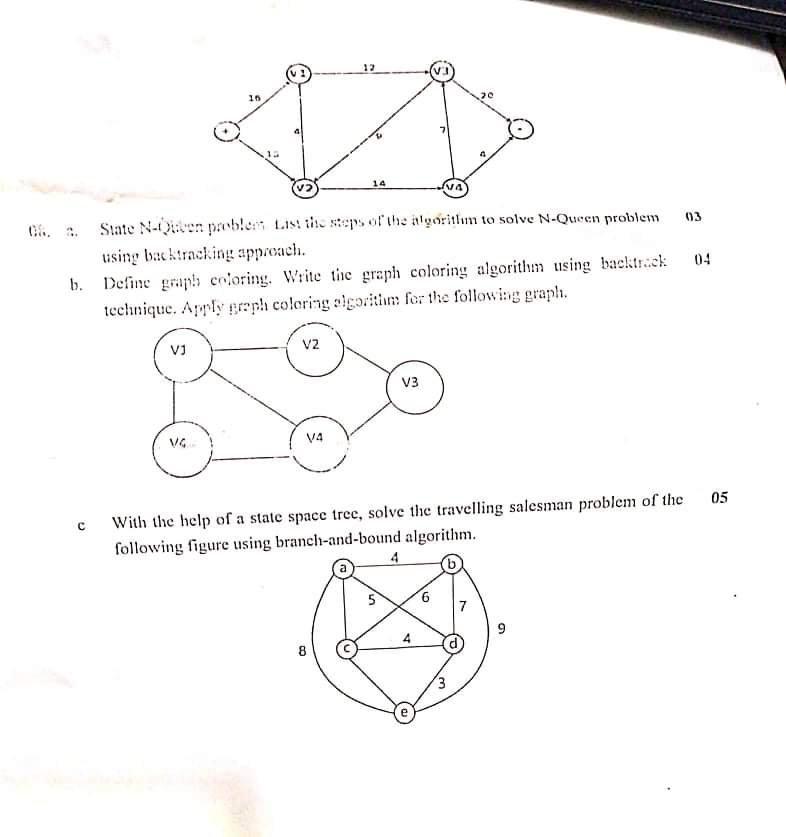 V1
12
V3
20
4
7
9
4
V2
14
V4
a. State N-Queen problem. List the steps of the algorithm to solve N-Queen problem 03
using backtracking approach.
b. Define graph coloring. Write the graph coloring algorithm using backtrack 04
technique. Apply graph coloring algorithm for the following graph.
V1
V2
V3
V4
c With the help of a state space tree, solve the travelling salesman problem of the 05
following figure using branch-and-bound algorithm.
4
a
b
5
6
7
9
8
c
4
d
3
e